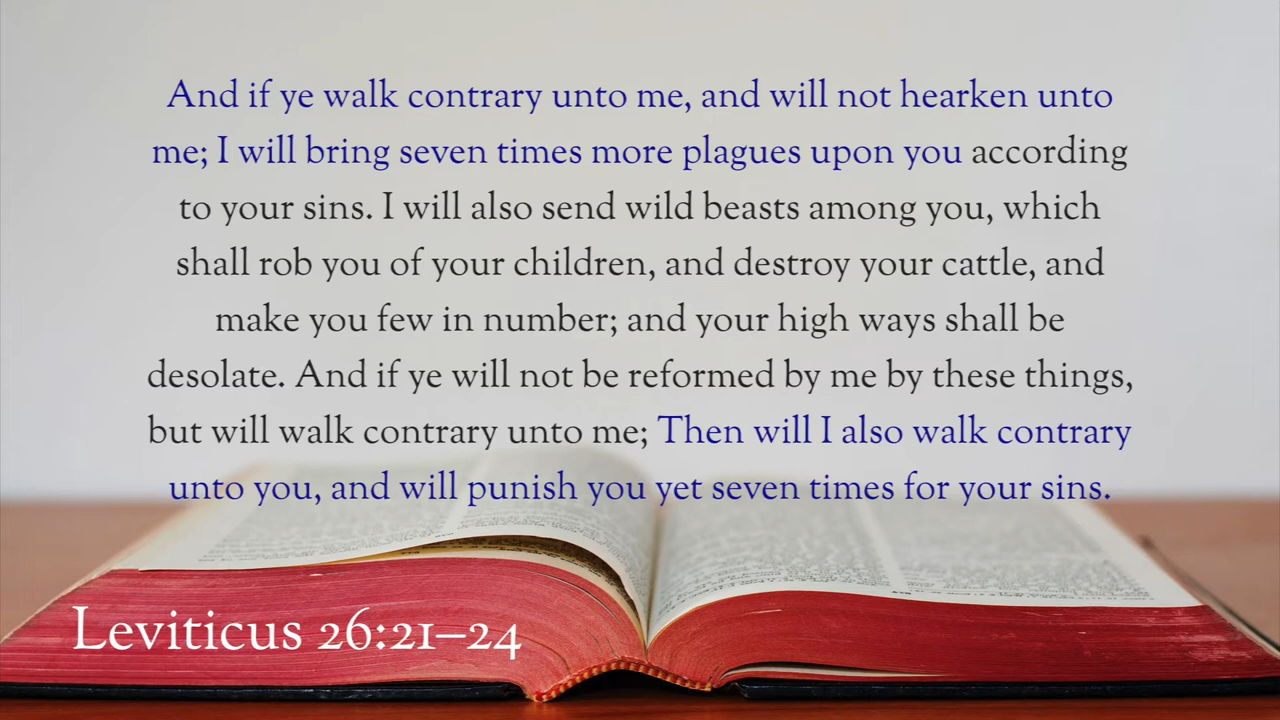 And if ye walk contrary unto me, and will not hearken unto
me; I will bring seven times more plagues upon you according
to your sins. I will also send wild beasts among you, which
shall rob you of your children, and destroy your cattle, and
make you few in number; and your high ways shall be
desolate. And if ye will not be reformed by me by these things,
but will walk contrary unto me; Then will I also walk contrary
unto you, and will punish you yet seven times for your sins.
Leviticus 26:21–24